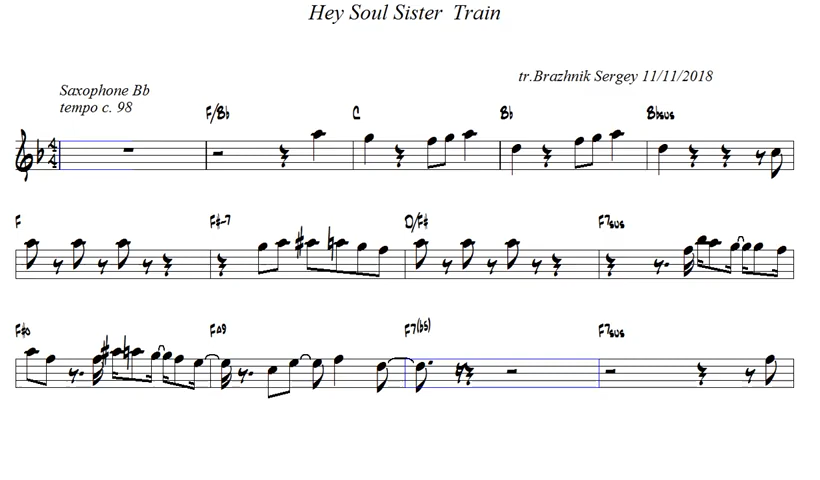 Hey Soul Sister  Train
tr.Brazhnik Sergey 11/11/2018
Saxophone Bb
tempo c. 98
F/Bb C Bb Bbsus
F F#-7 D/F# F7sus
F#o F△9 F7(b5) F7sus